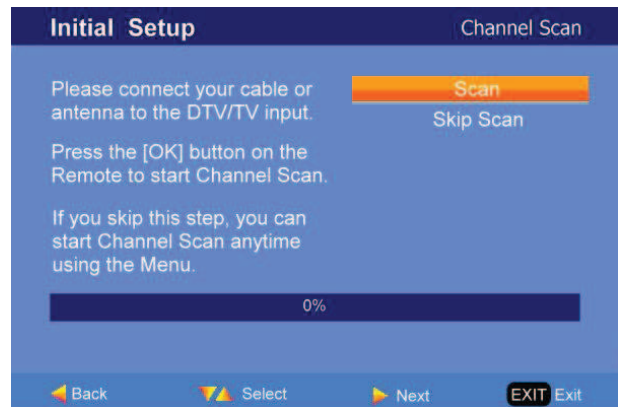 Initial Setup
Channel Scan
Please connect your cable or
antenna to the DTV/TV input.
Press the [OK] button on the
Remote to start Channel Scan.
If you skip this step, you can
start Channel Scan anytime
using the Menu.
Scan
Skip Scan
0%
Back
Select
Next
EXIT Exit